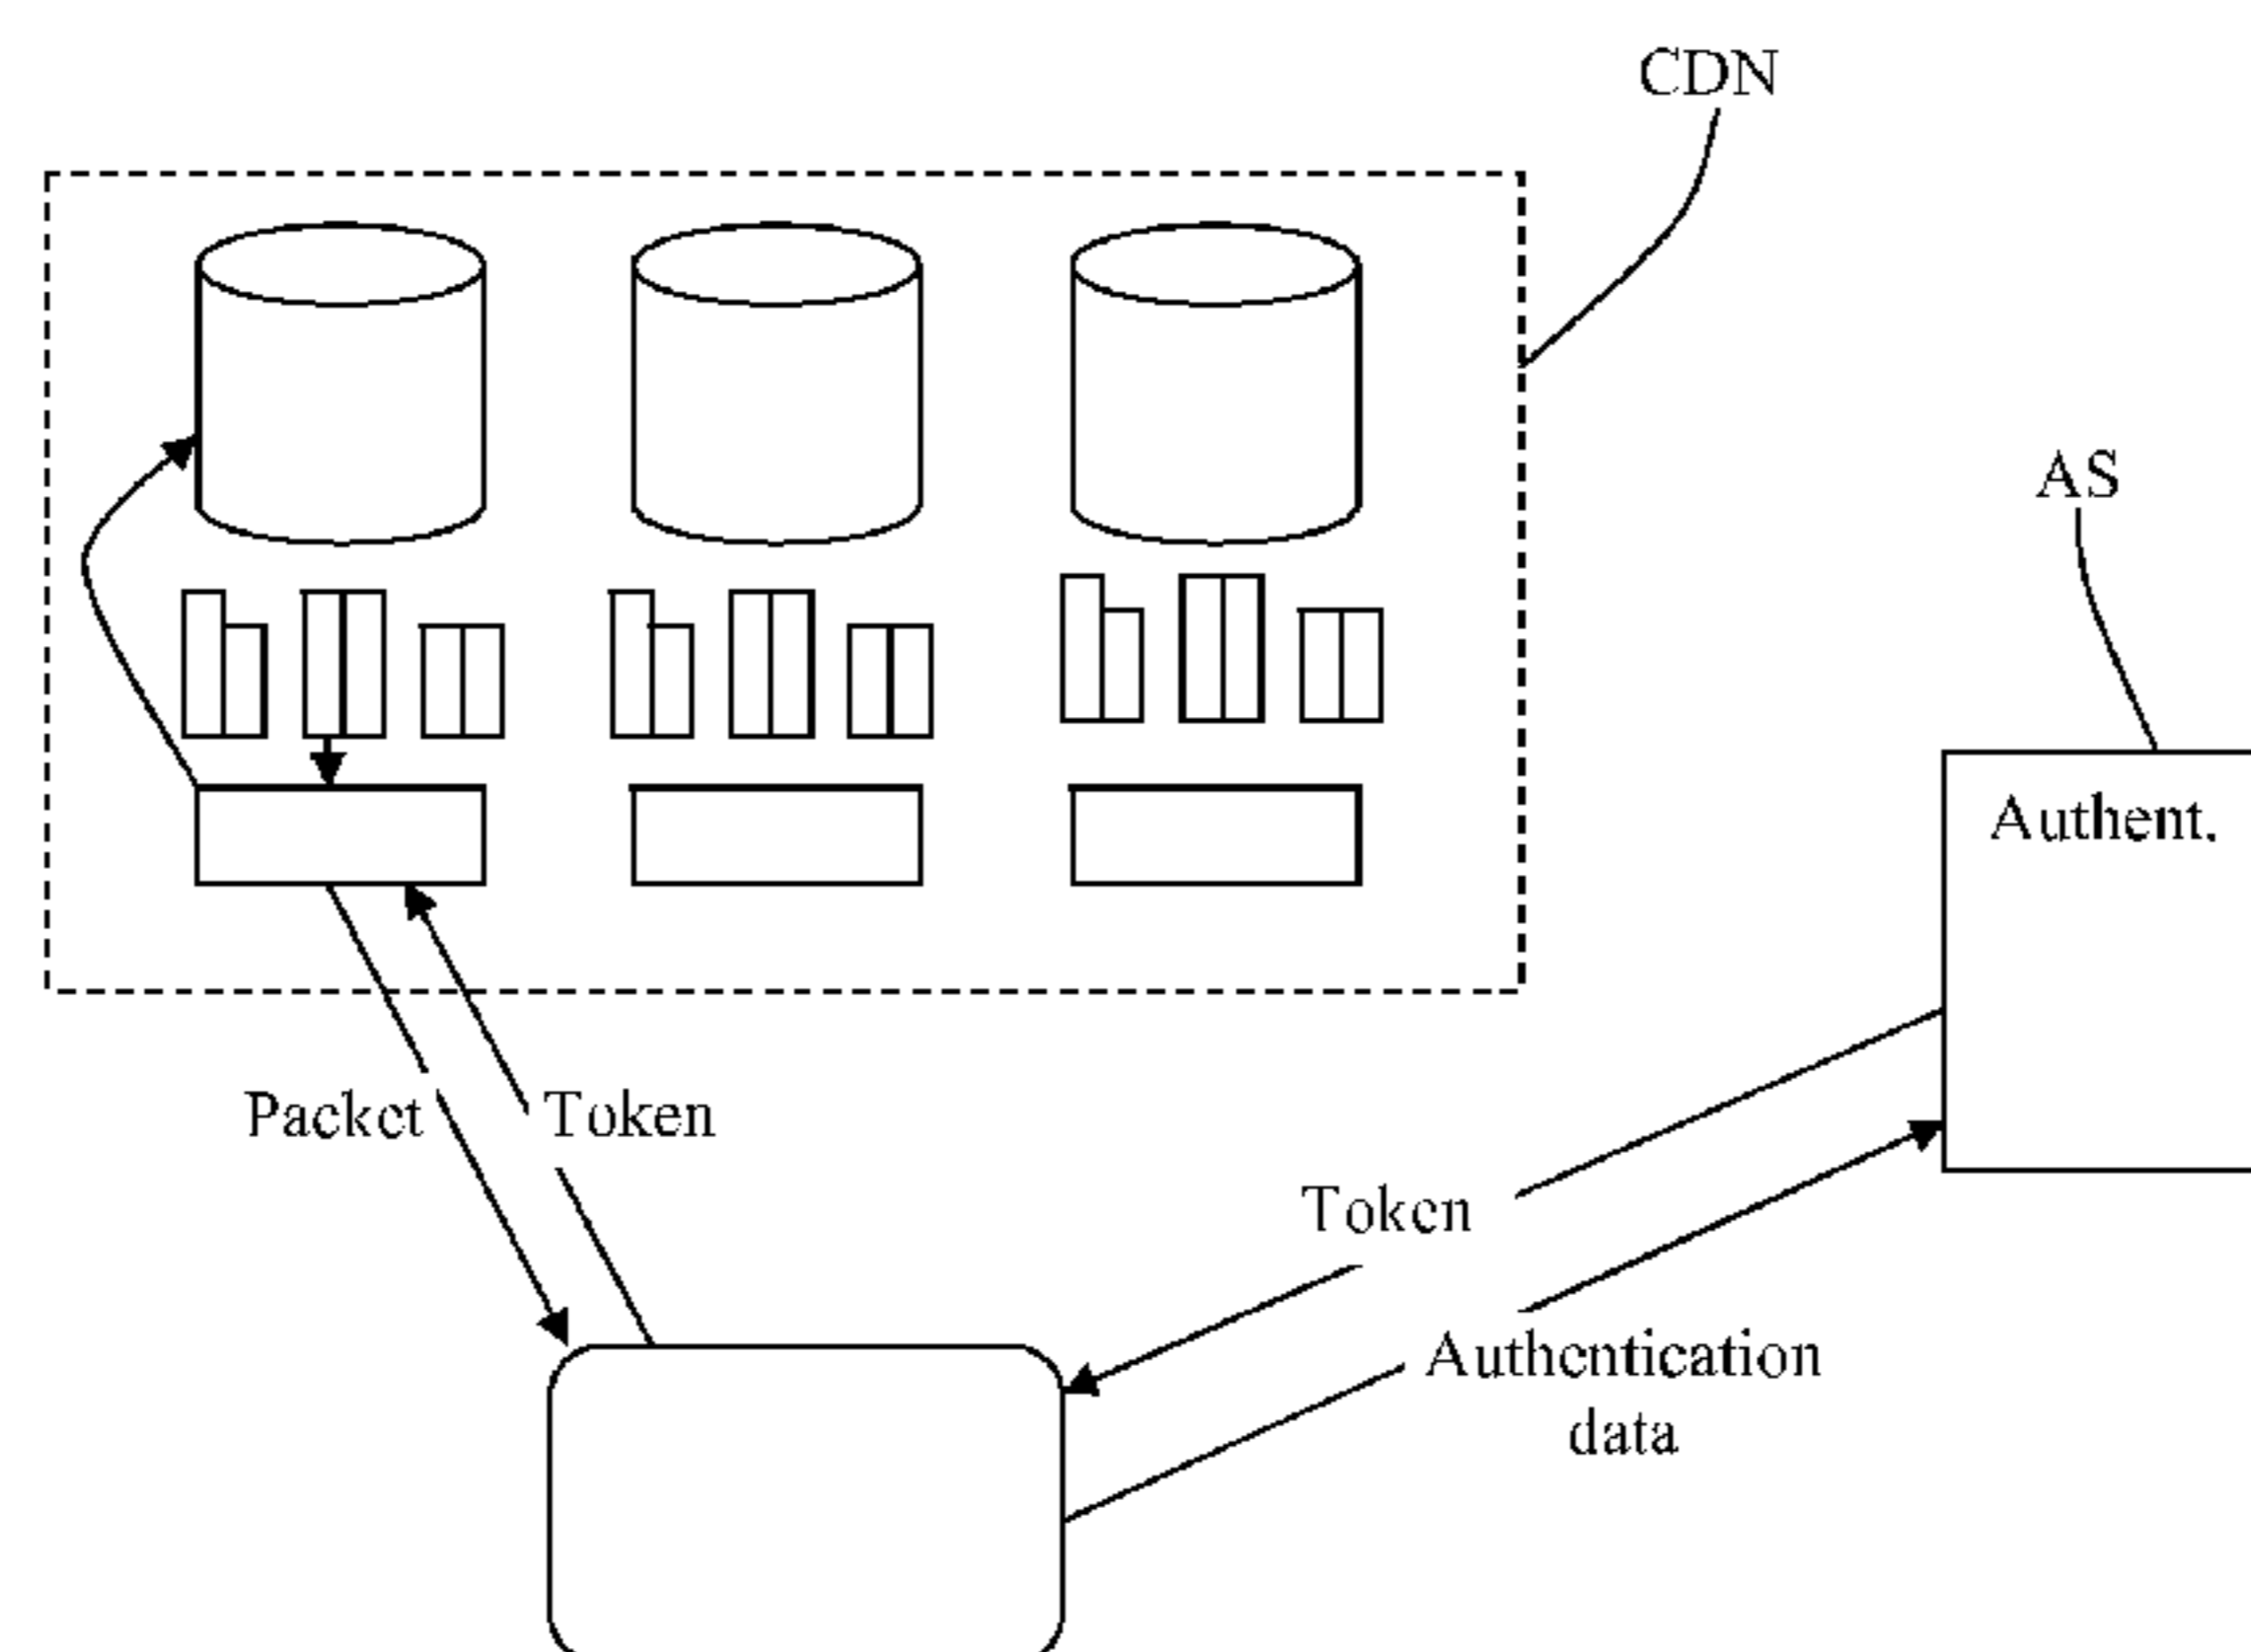 CDN
AS
Authent.
Packet
Token
Token
Authentication
data